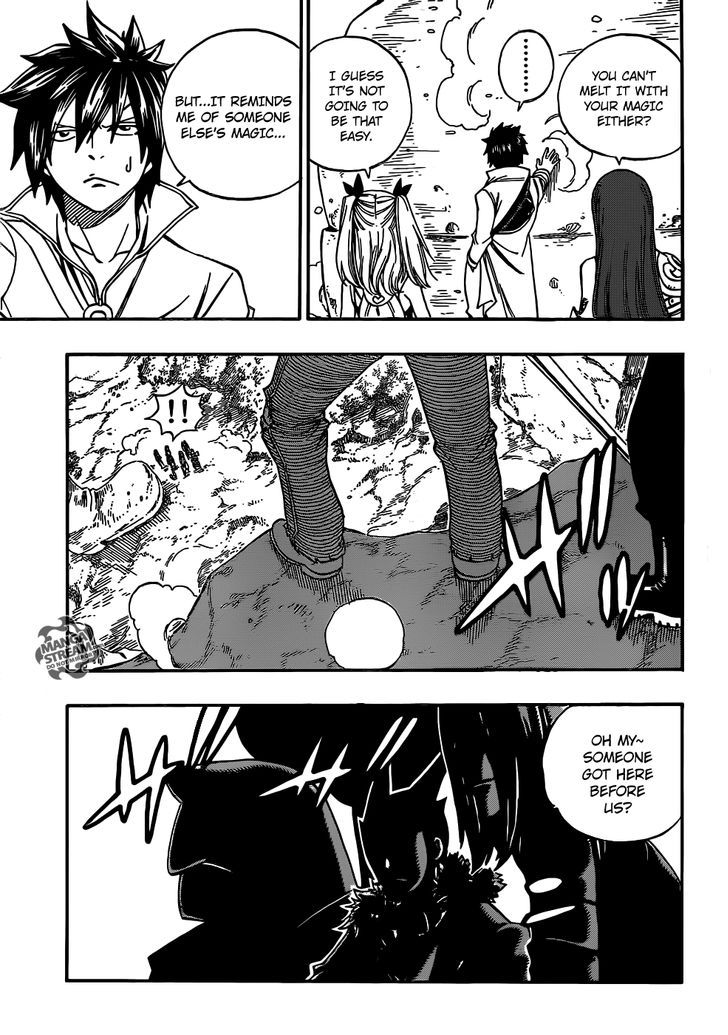 YOU CAN'T
MELT IT WITH
YOUR MAGIC
EITHER?
........
I GUESS
IT'S NOT
GOING TO
BE THAT
EASY.
BUT...IT REMINDS
ME OF SOMEONE
ELSE'S MAGIC...
!!
MANGA
STREAM
OH MY~
SOMEONE
GOT HERE
BEFORE
US?